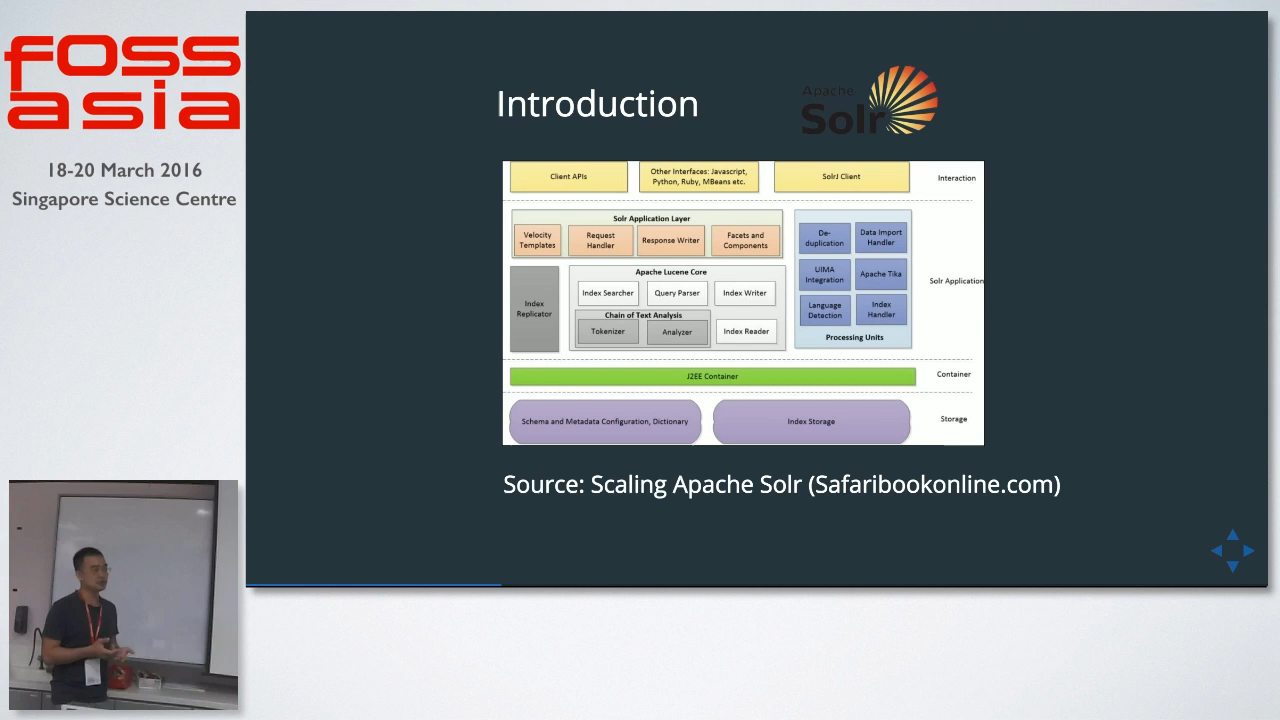 foss
asia
18-20 March 2016
Singapore Science Centre
Introduction
Apache
Solr
Client APIs
Other Interfaces: Javascript,
Python, Ruby, MBeans etc.
SolrJ Client
Interaction
Solr Application Layer
Velocity
Templates
Request
Handler
Response Writer
Facets and
Components
De-
duplication
Data Import
Handler
UIMA
Integration
Apache Tika
Language
Detection
Index
Handler
Processing Units
Solr Application
Index
Replicator
Apache Lucene Core
Index Searcher
Query Parser
Index Writer
Chain of Text Analysis
Tokenizer
Analyzer
Index Reader
J2EE Container
Container
Schema and Metadata Configuration, Dictionary
Index Storage
Storage
Source: Scaling Apache Solr (Safaribookonline.com)